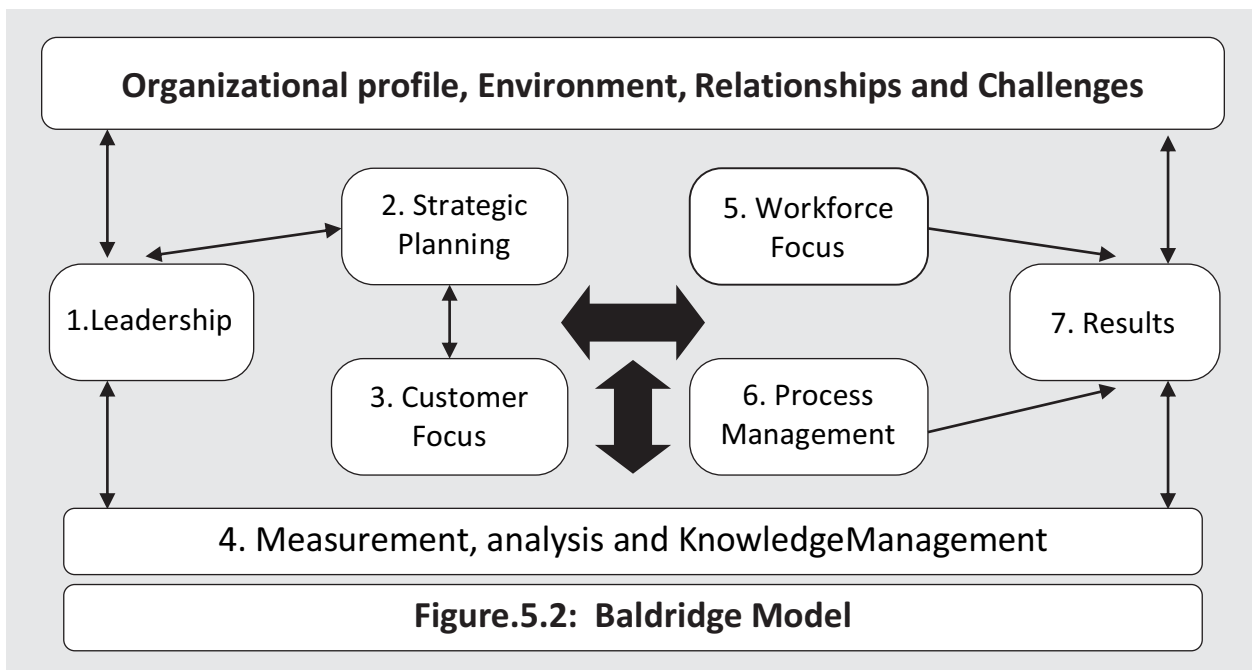 Organizational profile, Environment, Relationships and Challenges
2. Strategic
Planning
5. Workforce
Focus
1.Leadership
7. Results
3. Customer
Focus
6. Process
Management
4. Measurement, analysis and KnowledgeManagement
Figure.5.2: Baldridge Model